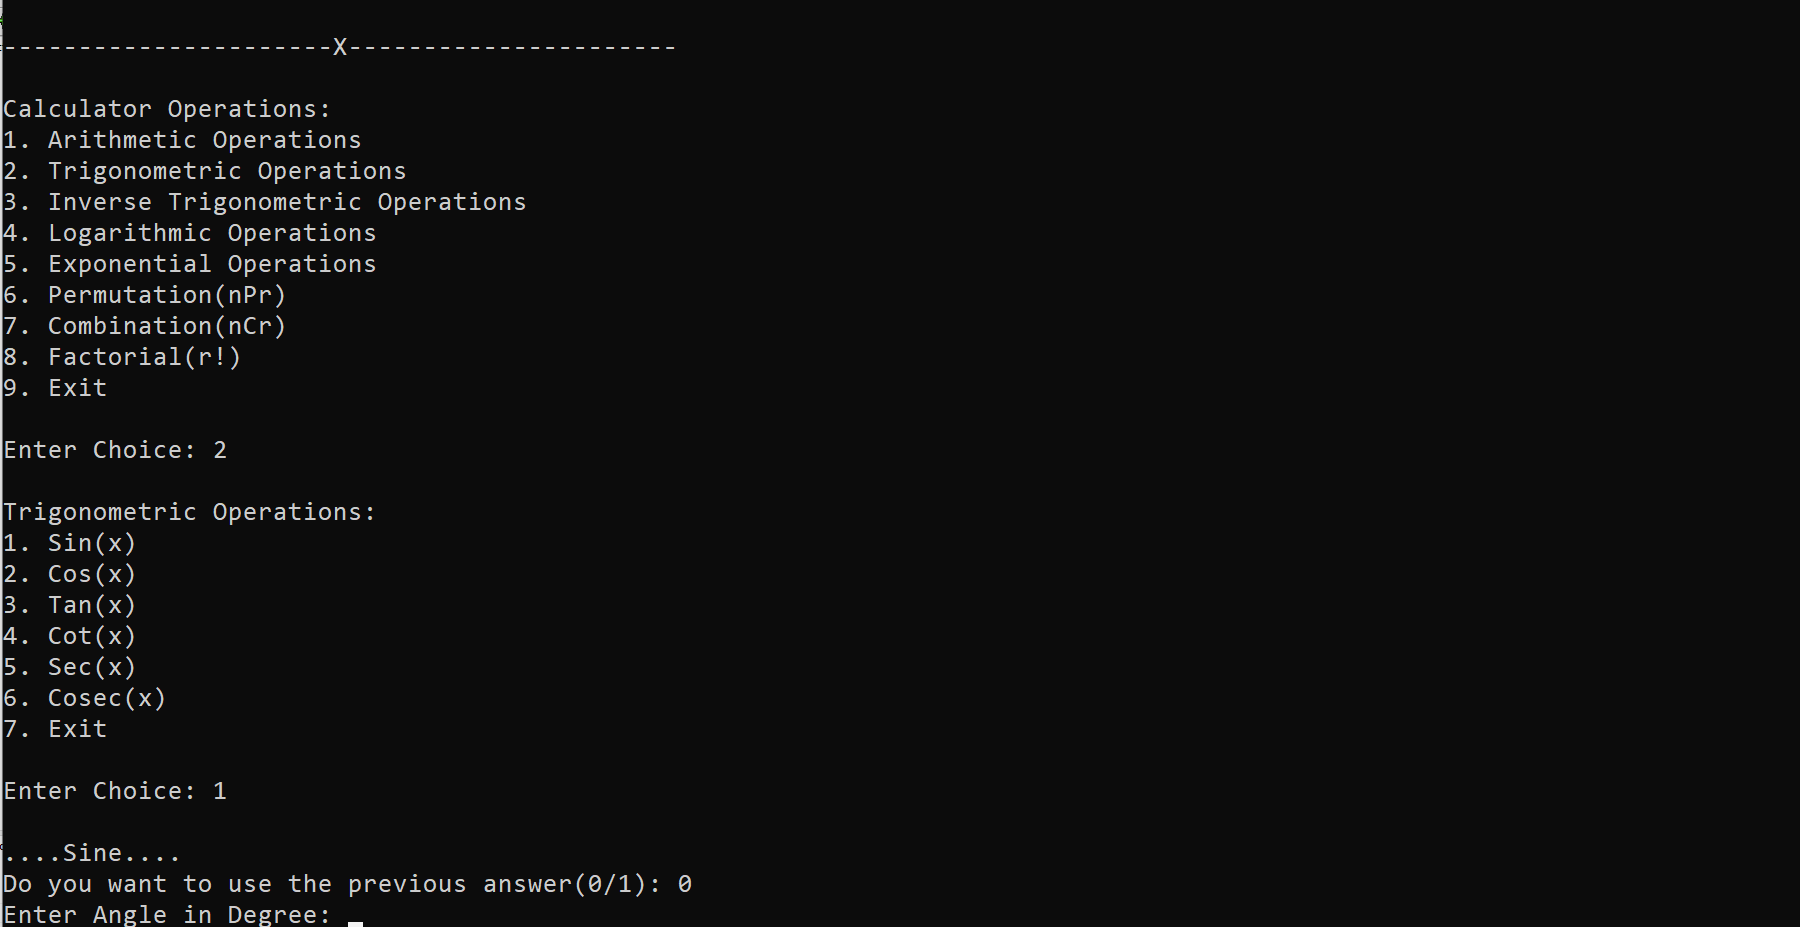 ----------------------X----------------------
Calculator Operations:
1. Arithmetic Operations
2. Trigonometric Operations
3. Inverse Trigonometric Operations
4. Logarithmic Operations
5. Exponential Operations
6. Permutation(nPr)
7. Combination(nCr)
8. Factorial(r!)
9. Exit
Enter Choice: 2
Trigonometric Operations:
1. Sin(x)
2. Cos(x)
3. Tan(x)
4. Cot(x)
5. Sec(x)
6. Cosec(x)
7. Exit
Enter Choice: 1
....Sine....
Do you want to use the previous answer(0/1): 0
Enter Angle in Degree: